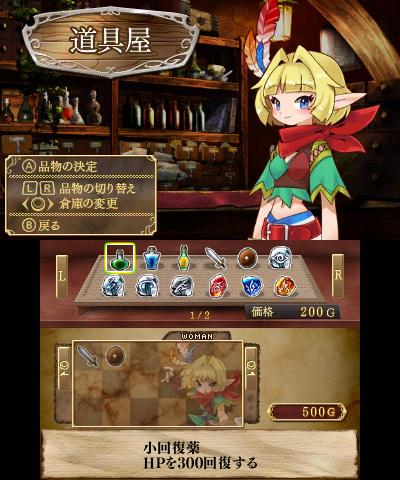 道具屋
Ⓐ品物の決定
L R 品物の切り替え
倉庫の変更
Ⓑ戻る
L
R
1/2
価格 200G
WOMAN
500G
小回復薬
HPを300回復する